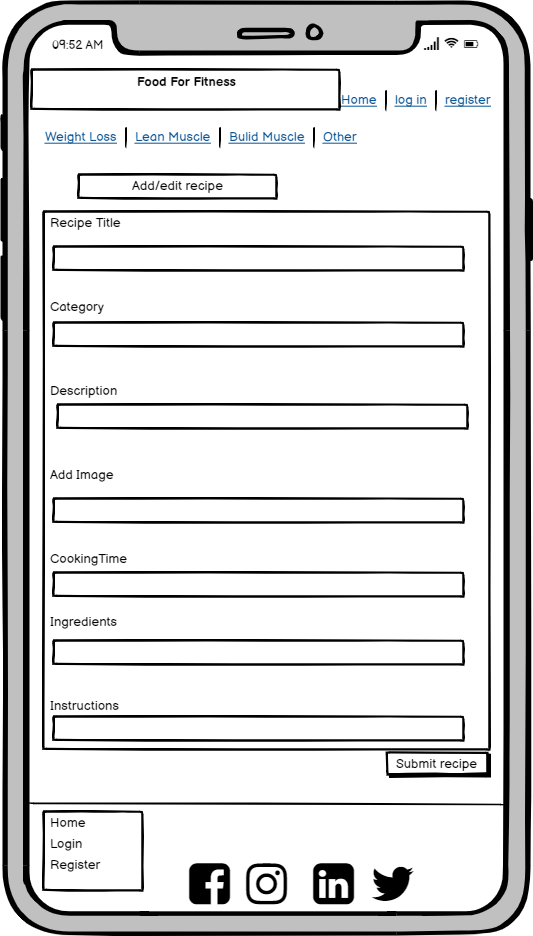 09:52 AM
Food For Fitness
Home log in register
Weight Loss Lean Muscle Bulid Muscle Other
Add/edit recipe
Recipe Title
Category
Description
Add Image
CookingTime
Ingredients
Instructions
Submit recipe
Home
Login
Register